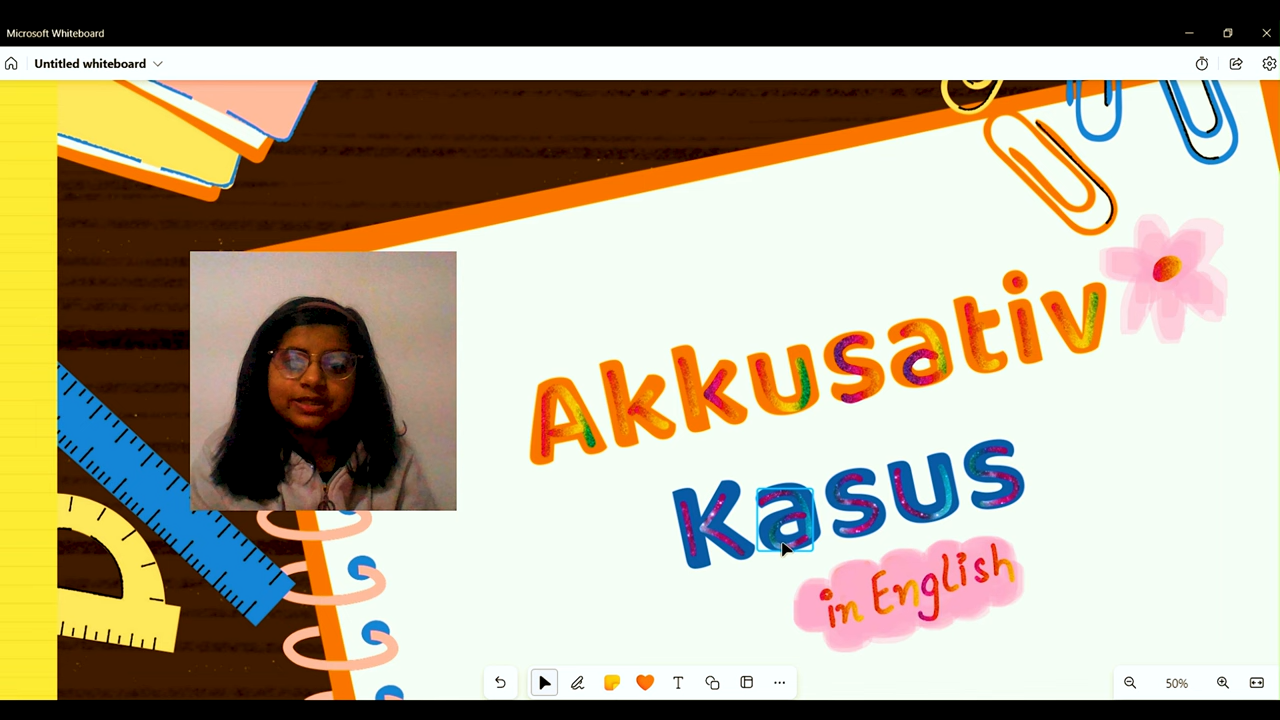 Microsoft Whiteboard
Untitled whiteboard
Akkusativ
Kasus
in English
50%